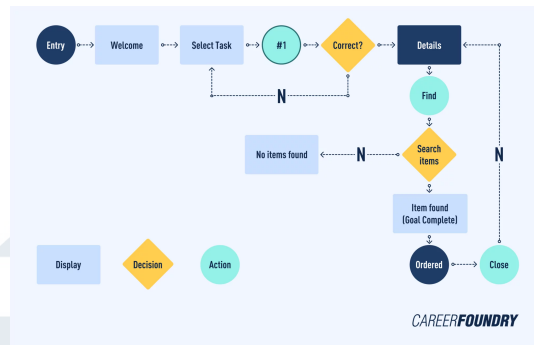 Entry
Welcome
Select Task
#1
Correct?
Details
N
Find
Search
items
N
No items found
N
Item found
(Goal Complete)
Ordered
Close
Display
Decision
Action
CAREERFOUNDRY